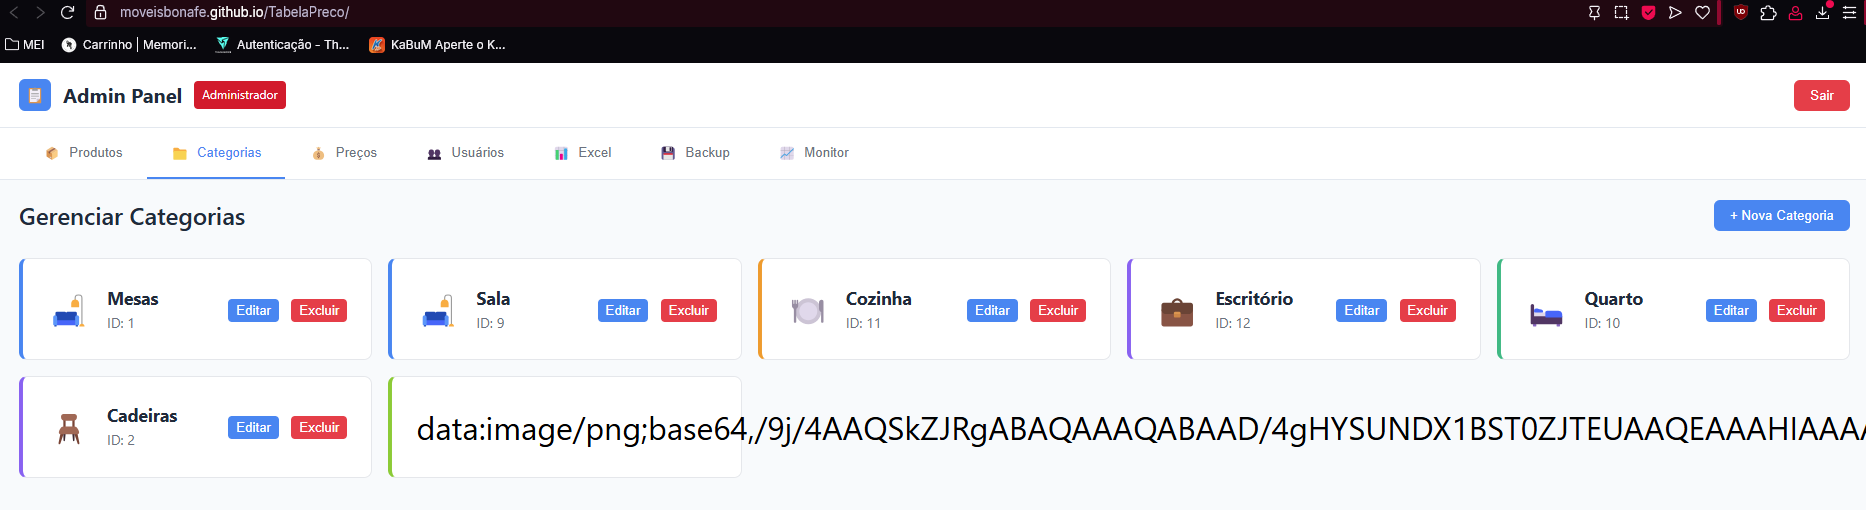 moveisbonafe.github.io/TabelaPreco/
MEI
Carrinho | Memori...
Autenticação - Th...
KaBuM Aperte o K...
Admin Panel
Administrador
Sair
Produtos
Categorias
Preços
Usuários
Excel
Backup
Monitor
Gerenciar Categorias
+ Nova Categoria
Mesas
ID: 1
Editar
Excluir
Sala
ID: 9
Editar
Excluir
Cozinha
ID: 11
Editar
Excluir
Escritório
ID: 12
Editar
Excluir
Quarto
ID: 10
Editar
Excluir
Cadeiras
ID: 2
Editar
Excluir
data:image/png;base64,/9j/4AAQSkZJRgABAQAAAQABAAD/4gHYSUNDX1BST0ZJTEUAAQEAAAHIAAA